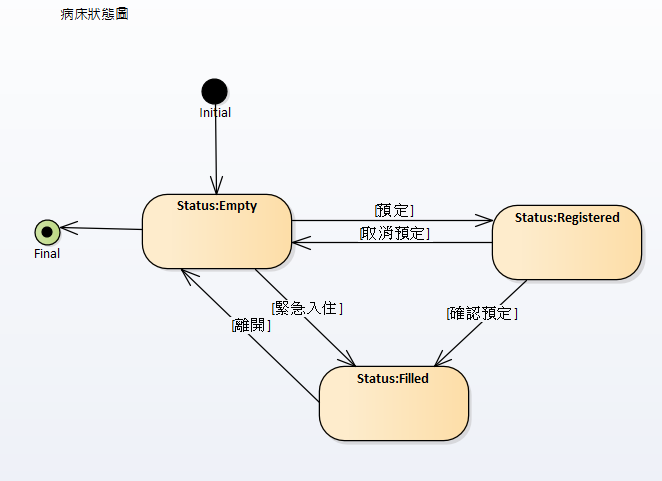 病床狀態圖
Initial
Status:Empty
[預定]
Status:Registered
[取消預定]
Final
[緊急入住]
[確認預定]
[離開]
Status:Filled